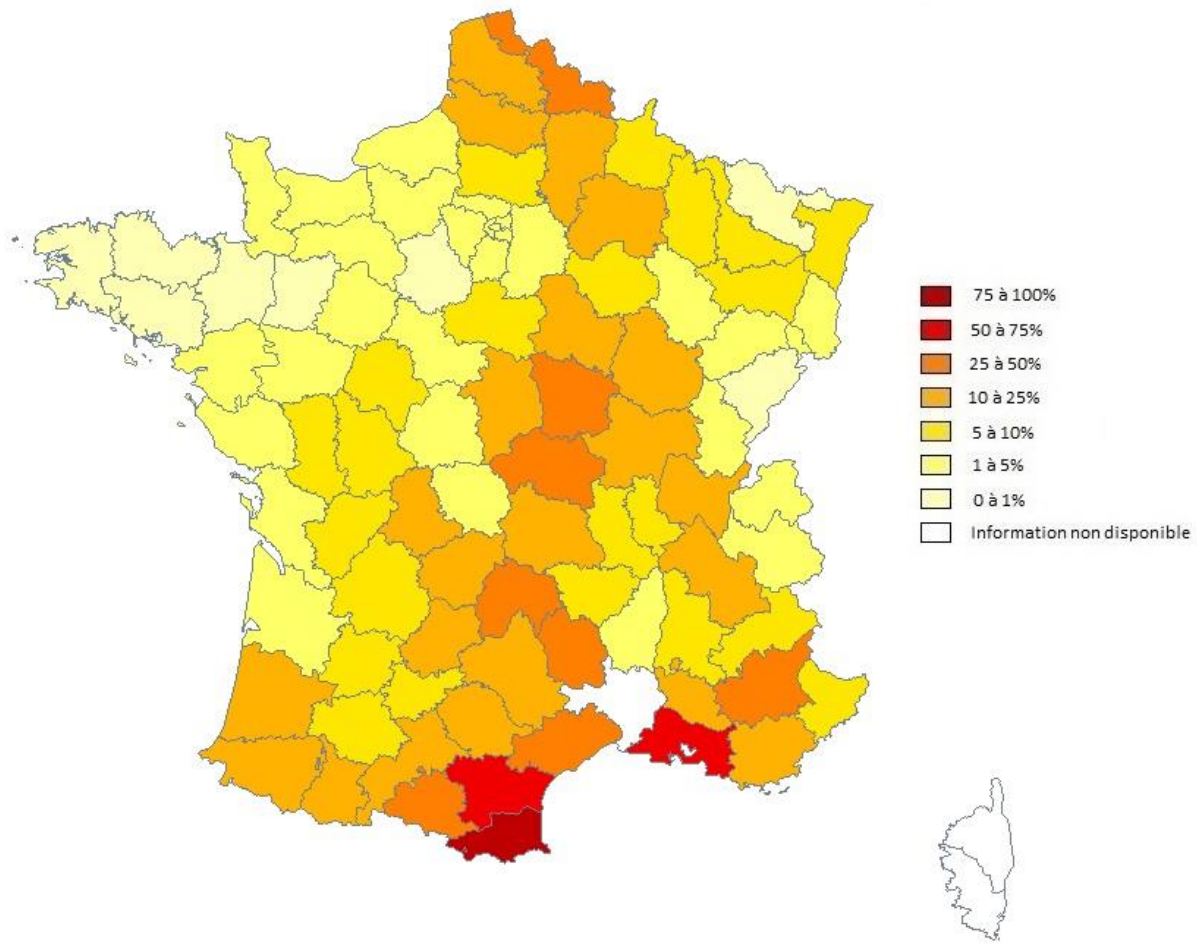 75 à 100%
50 à 75%
25 à 50%
10 à 25%
5 à 10%
1 à 5%
0 à 1%
Information non disponible